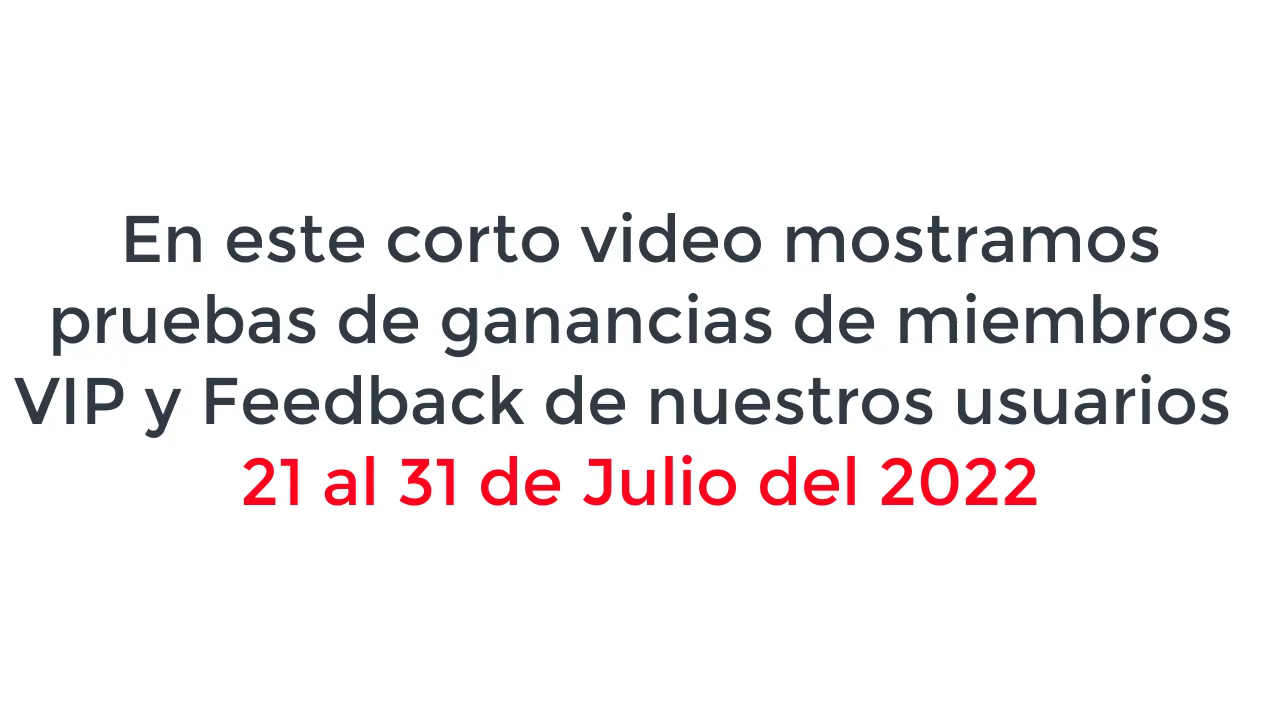 En este corto video mostramos
pruebas de ganancias de miembros
VIP y Feedback de nuestros usuarios
21 al 31 de Julio del 2022